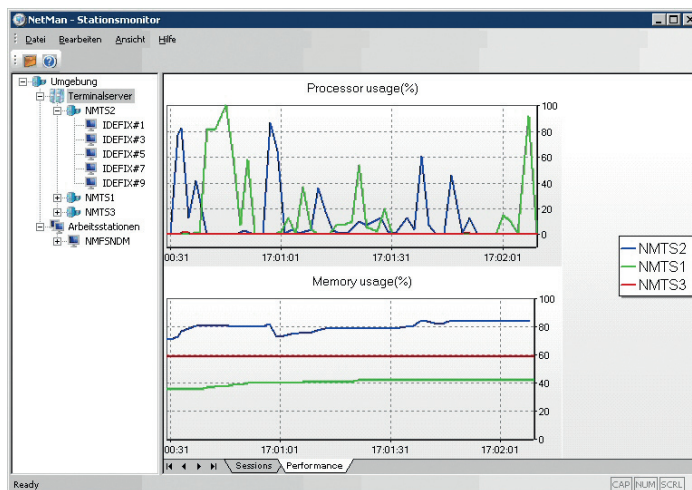 NetMan - Stationsmonitor
Datei Bearbeiten Ansicht Hilfe
Umgebung
Terminalserver
NMTS2
IDEFIX#1
IDEFIX#3
IDEFIX#5
IDEFIX#7
IDEFIX#9
NMTS1
NMTS3
Arbeitsstationen
NMFSNDM
Processor usage(%)
100
80
60
40
20
0
00:31 17:01:01 17:01:31 17:02:01
Memory usage(%)
100
80
60
40
20
0
00:31 17:01:01 17:01:31 17:02:01
NMTS2
NMTS1
NMTS3
Sessions Performance
Ready
CAP NUM SCRL